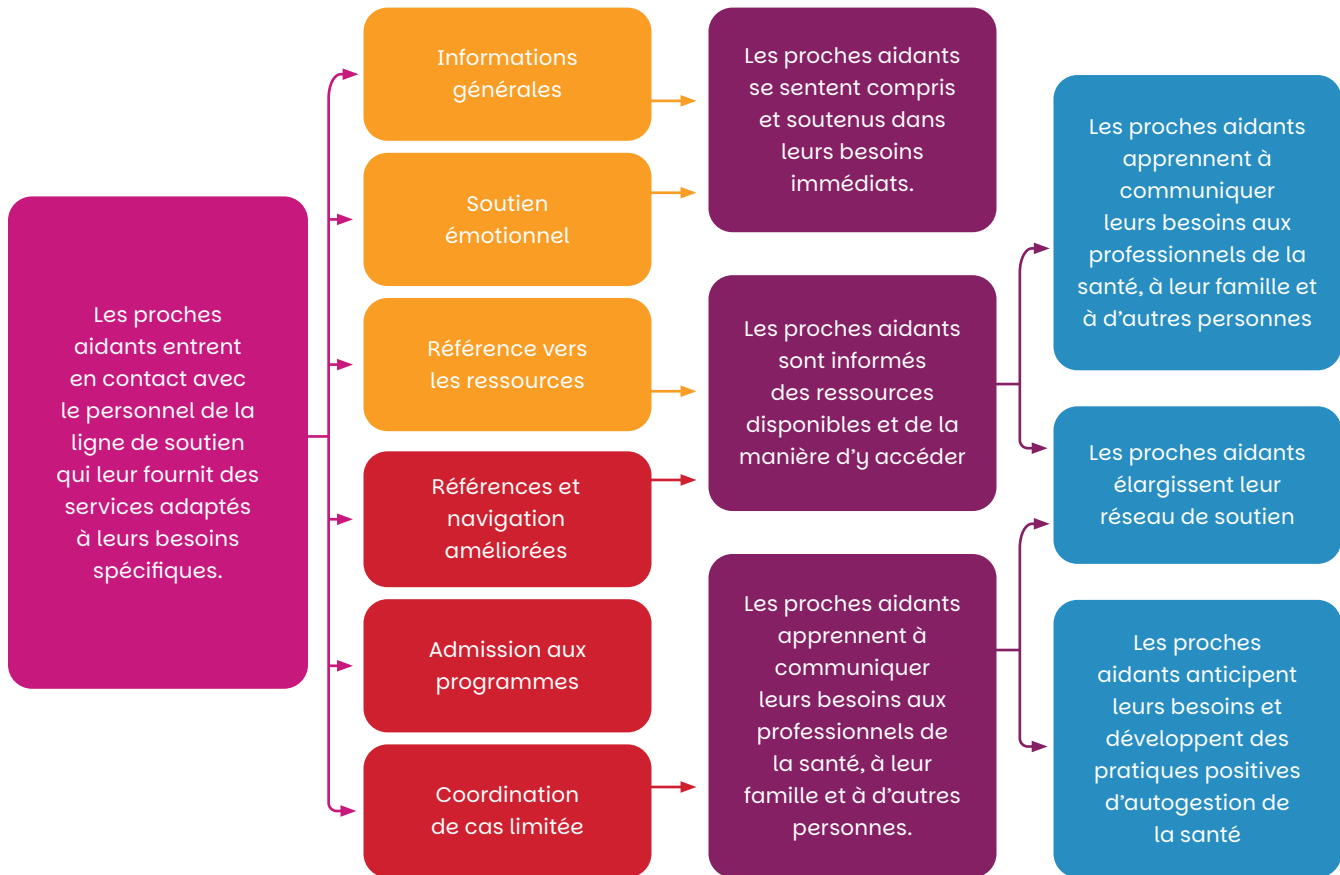 Les proches
aidants entrent
en contact avec
le personnel de la
ligne de soutien
qui leur fournit des
services adaptés
à leurs besoins
spécifiques.
Informations
générales
Soutien
émotionnel
Référence vers
les ressources
Références et
navigation
améliorées
Admission aux
programmes
Coordination
de cas limitée
Les proches aidants
se sentent compris
et soutenus dans
leurs besoins
immédiats.
Les proches aidants
sont informés
des ressources
disponibles et de la
manière d'y accéder
Les proches aidants
apprennent à
communiquer
leurs besoins aux
professionnels de
la santé, à leur
famille et à d'autres
personnes.
Les proches aidants
apprennent à
communiquer
leurs besoins aux
professionnels de la
santé, à leur famille et
à d'autres personnes
Les proches aidants
élargissent leur
réseau de soutien
Les proches
aidants anticipent
leurs besoins et
développent des
pratiques positives
d'autogestion de
la santé